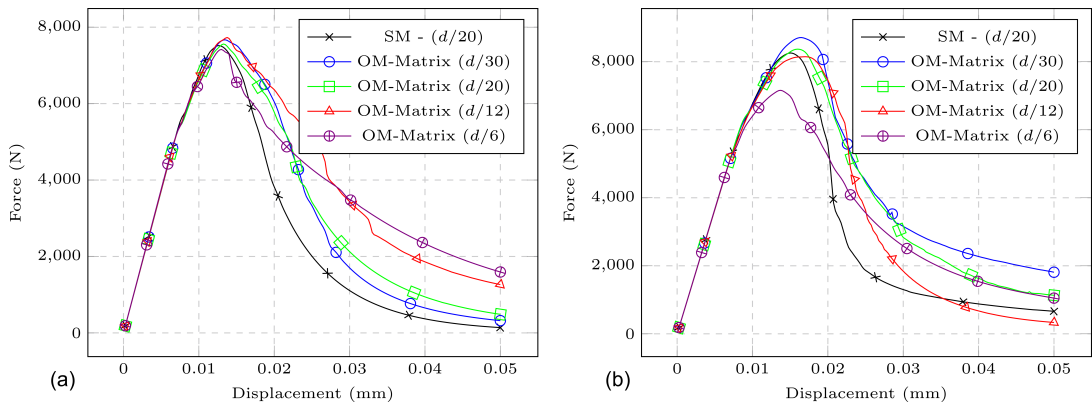 8,000
6,000
4,000
2,000
0
Force (N)
SM - (d/20)
OM-Matrix (d/30)
OM-Matrix (d/20)
OM-Matrix (d/12)
OM-Matrix (d/6)
0 0.01 0.02 0.03 0.04 0.05
(a) Displacement (mm)
8,000
6,000
4,000
2,000
0
Force (N)
SM - (d/20)
OM-Matrix (d/30)
OM-Matrix (d/20)
OM-Matrix (d/12)
OM-Matrix (d/6)
0 0.01 0.02 0.03 0.04 0.05
(b) Displacement (mm)